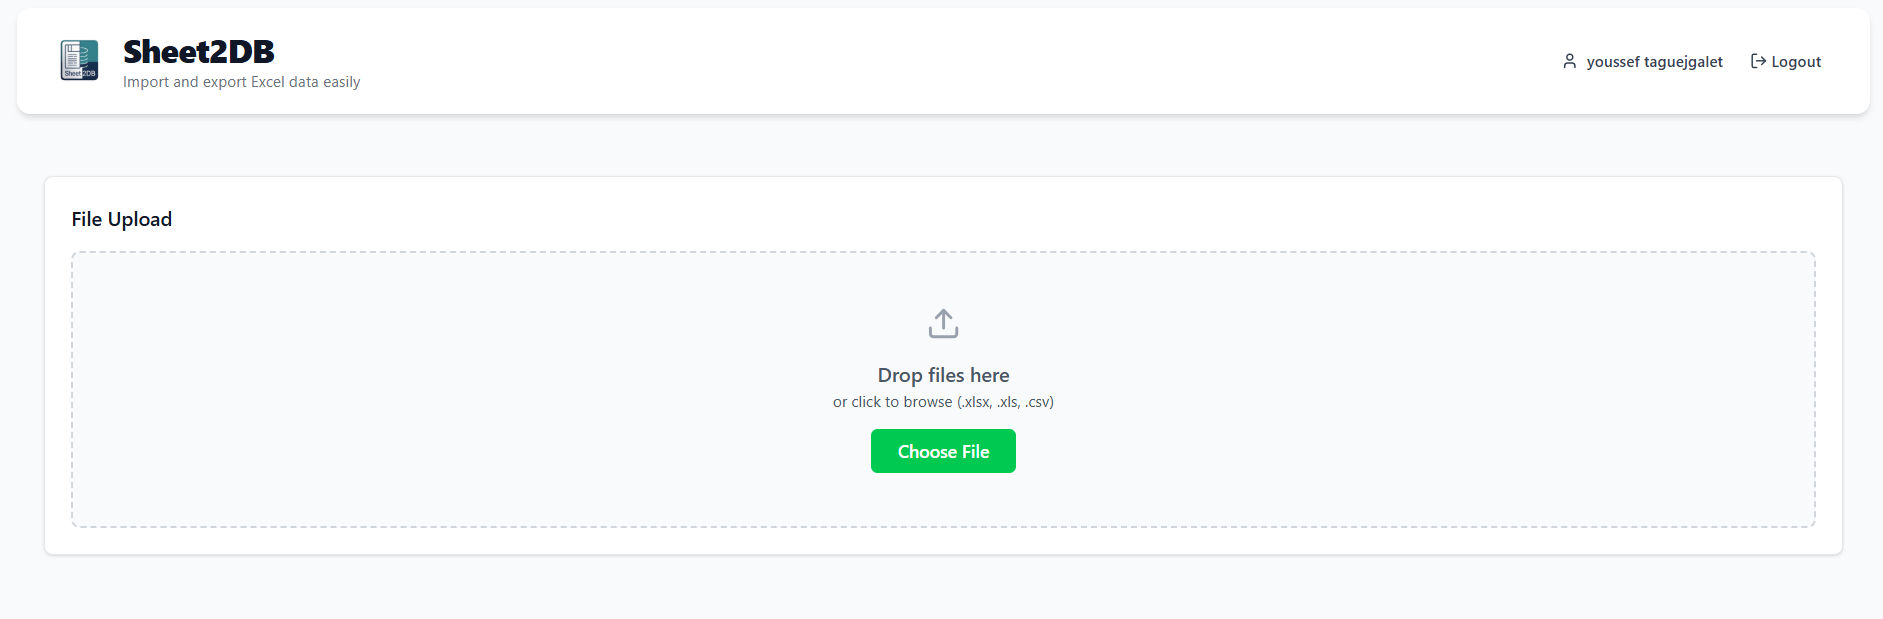 Sheet2DB
Sheet2DB
Import and export Excel data easily
youssef taguejgalet
Logout
File Upload
Drop files here
or click to browse (.xlsx, .xls, .csv)
Choose File